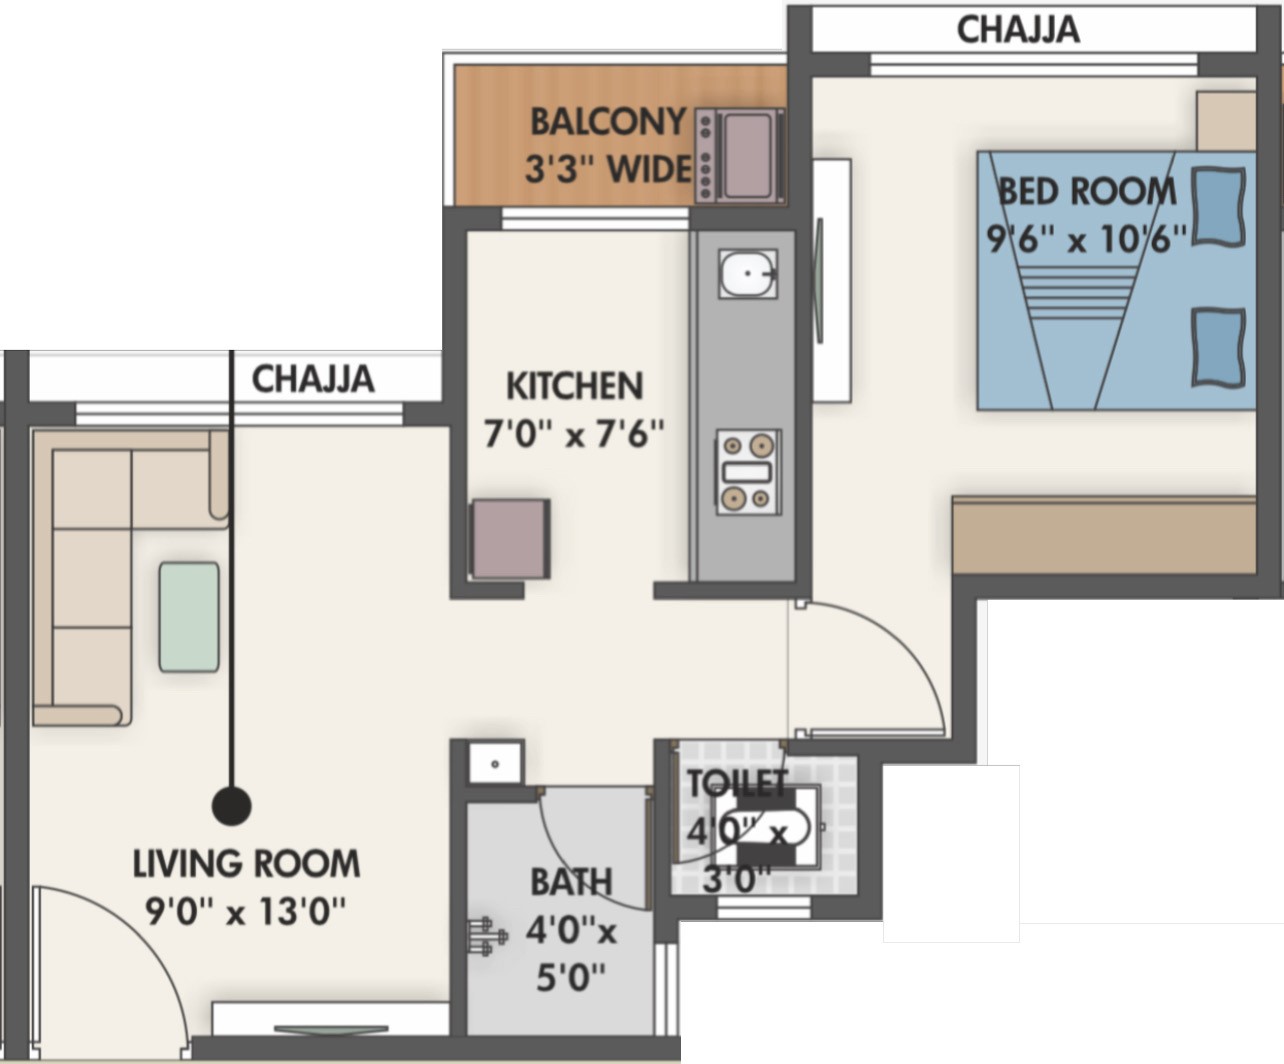 CHAJJA
BALCONY
3'3" WIDE
BED ROOM
9'6" x 10'6"
CHAJJA
KITCHEN
7'0" x 7'6"
TOILET
4'0" x
3'0"
LIVING ROOM
9'0" x 13'0"
BATH
4'0"x
5'0"